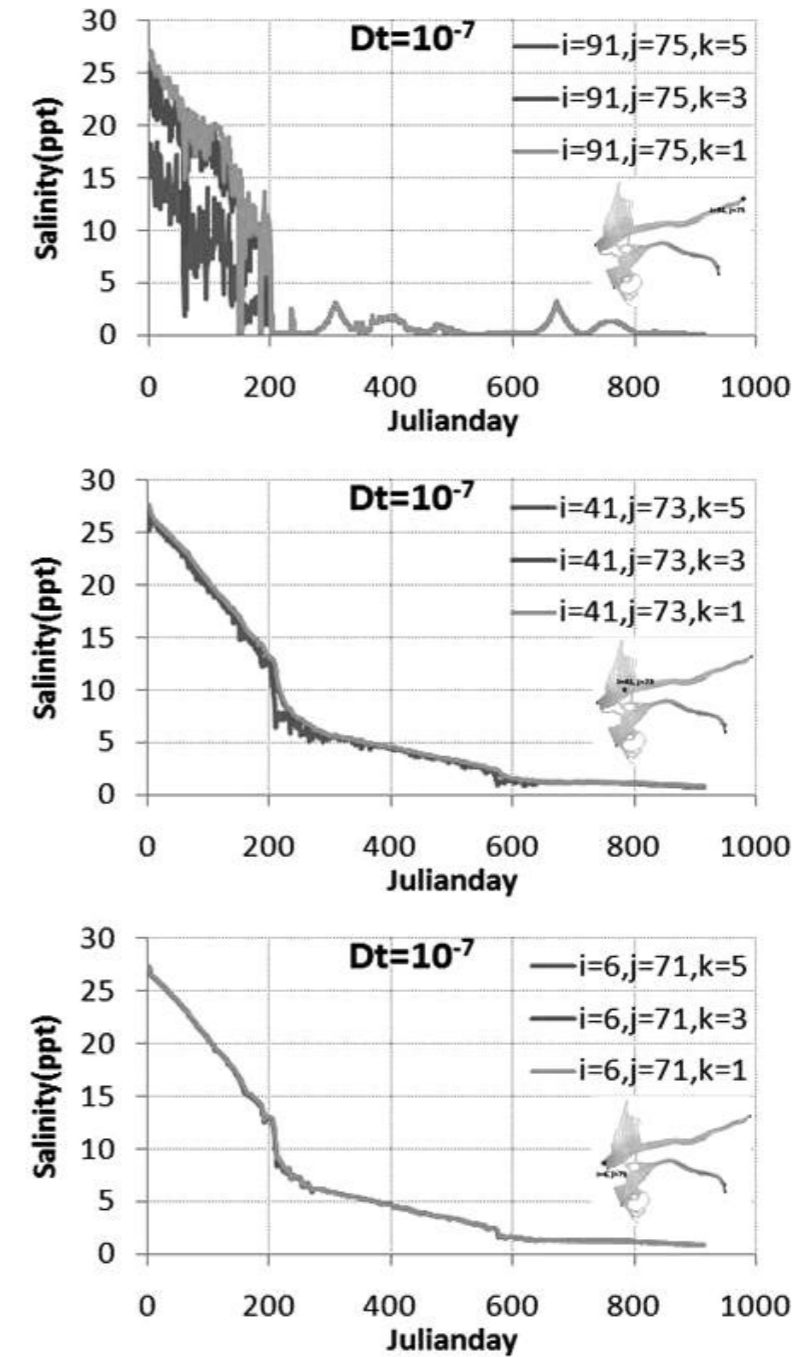 30
Dt=10⁻⁷
i=91,j=75,k=5
25
i=91,j=75,k=3
20
i=91,j=75,k=1
Salinity(ppt)
15
10
5
0
0 200 400 600 800 1000
Julianday
30
Dt=10⁻⁷
i=41,j=73,k=5
25
i=41,j=73,k=3
20
i=41,j=73,k=1
Salinity(ppt)
15
10
5
0
0 200 400 600 800 1000
Julianday
30
Dt=10⁻⁷
i=6,j=71,k=5
25
i=6,j=71,k=3
20
i=6,j=71,k=1
Salinity(ppt)
15
10
5
0
0 200 400 600 800 1000
Julianday